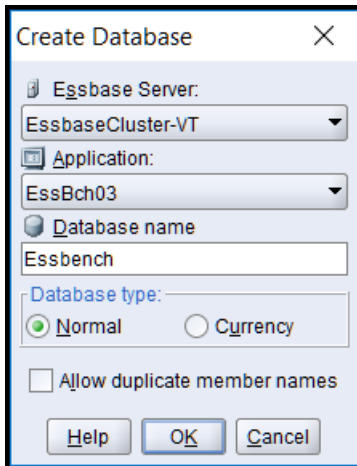 Create Database
Essbase Server:
EssbaseCluster-VT
Application:
EssBch03
Database name
Essbench
Database type:
Normal Currency
Allow duplicate member names
Help OK Cancel